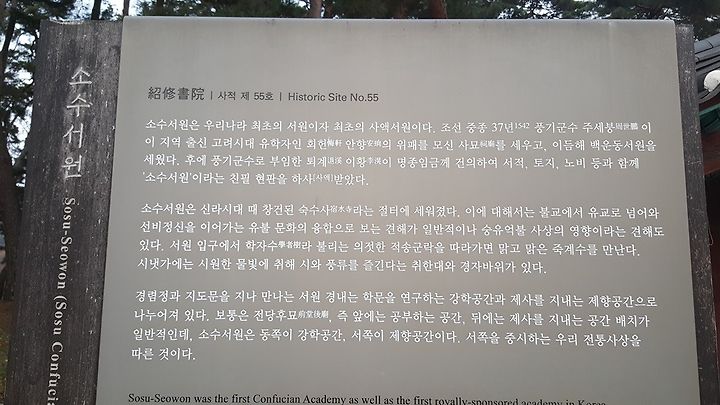 소수서원 Sosu-Seowon (Sosu Confucia
紹修書院 | 사적 제 55호 | Historic Site No.55
소수서원은 우리나라 최초의 서원이자 최초의 사액서원이다. 조선 중종 37년1542 풍기군수 주세붕周世鵬 이
이 지역 출신 고려시대 유학자인 회헌晦軒 안향安珦의 위패를 모신 사묘祠廟를 세우고, 이듬해 백운동서원을
세웠다. 후에 풍기군수로 부임한 퇴계退溪 이황李滉이 명종임금께 건의하여 서적, 토지, 노비 등과 함께
'소수서원'이라는 친필 현판을 하사[사액]받았다.
소수서원은 신라시대 때 창건된 숙수사宿水寺라는 절터에 세워졌다. 이에 대해서는 불교에서 유교로 넘어와
선비정신을 이어가는 유불 문화의 융합으로 보는 견해가 일반적이나 숭유억불 사상의 영향이라는 견해도
있다. 서원 입구에서 학자수學者樹라 불리는 의젓한 적송군락을 따라가면 맑고 맑은 죽계수를 만난다.
시냇가에는 시원한 물빛에 취해 시와 풍류를 즐긴다는 취한대와 경자바위가 있다.
경렴정과 지도문을 지나 만나는 서원 경내는 학문을 연구하는 강학공간과 제사를 지내는 제향공간으로
나누어져 있다. 보통은 전당후묘前堂後廟, 즉 앞에는 공부하는 공간, 뒤에는 제사를 지내는 공간 배치가
일반적인데, 소수서원은 동쪽이 강학공간, 서쪽이 제향공간이다. 서쪽을 중시하는 우리 전통사상을
따른 것이다.
Sosu-Seowon was the first Confucian Academy as well as the first royally-sponsored academy in Korea.